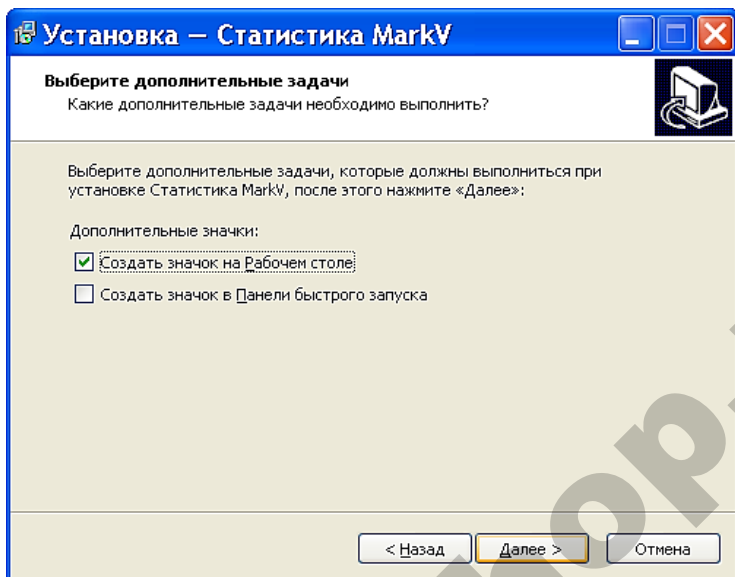 Установка — Статистика MarkV
Выберите дополнительные задачи
Какие дополнительные задачи необходимо выполнить?
Выберите дополнительные задачи, которые должны выполниться при
установке Статистика MarkV, после этого нажмите «Далее»:
Дополнительные значки:
Создать значок на Рабочем столе
Создать значок в Панели быстрого запуска
< Назад
Далее >
Отмена